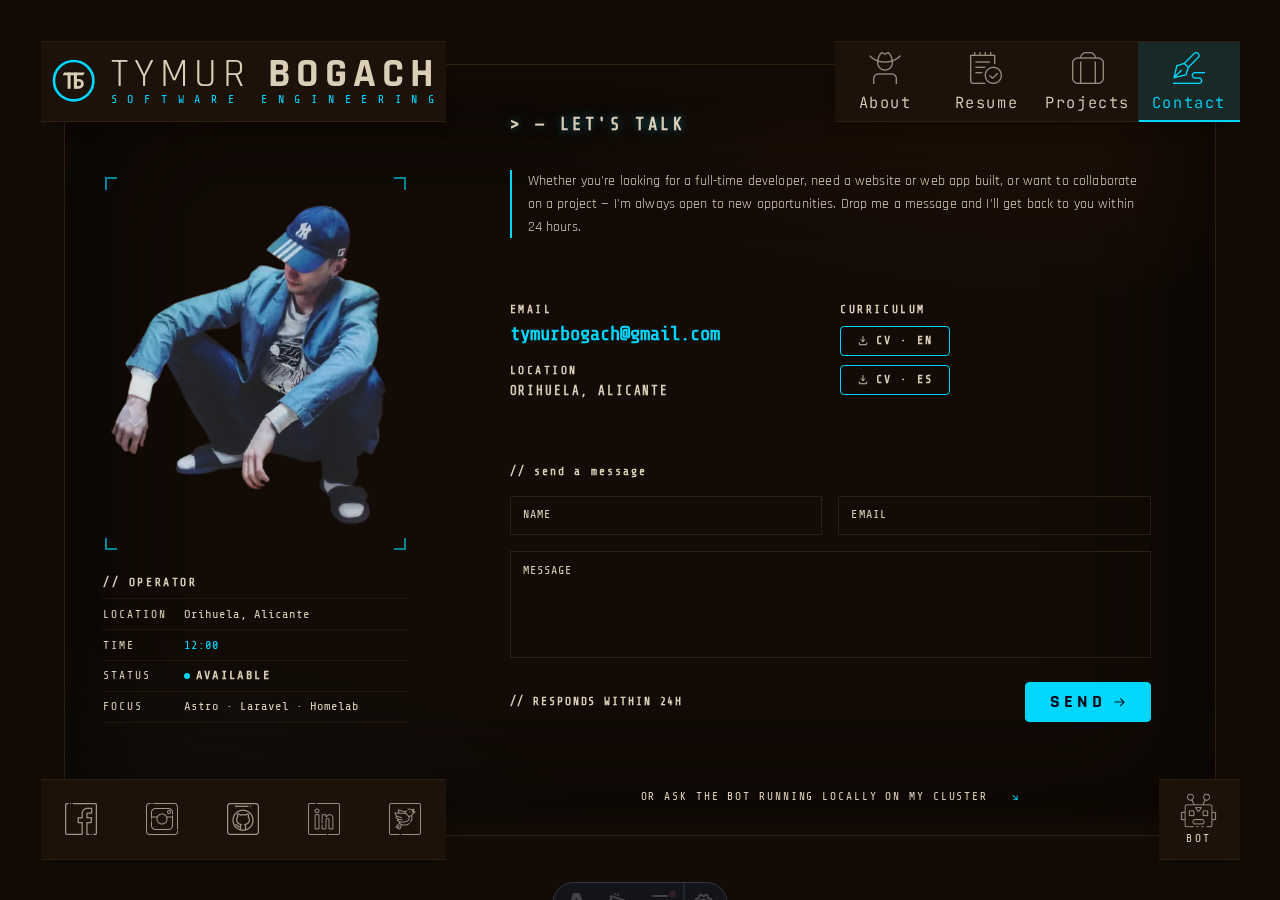 TYMUR BOGACH
SOFTWARE ENGINEERING
About
Resume
Projects
Contact
> — LET'S TALK
Whether you're looking for a full-time developer, need a website or web app built, or want to collaborate
on a project — I'm always open to new opportunities. Drop me a message and I'll get back to you within
24 hours.
EMAIL
tymurbogach@gmail.com
LOCATION
ORIHUELA, ALICANTE
CURRICULUM
CV · EN
CV · ES
// send a message
NAME
EMAIL
MESSAGE
// RESPONDS WITHIN 24H
SEND →
// OPERATOR
LOCATION Orihuela, Alicante
TIME 12:00
STATUS AVAILABLE
FOCUS Astro · Laravel · Homelab
OR ASK THE BOT RUNNING LOCALLY ON MY CLUSTER ↘
BOT